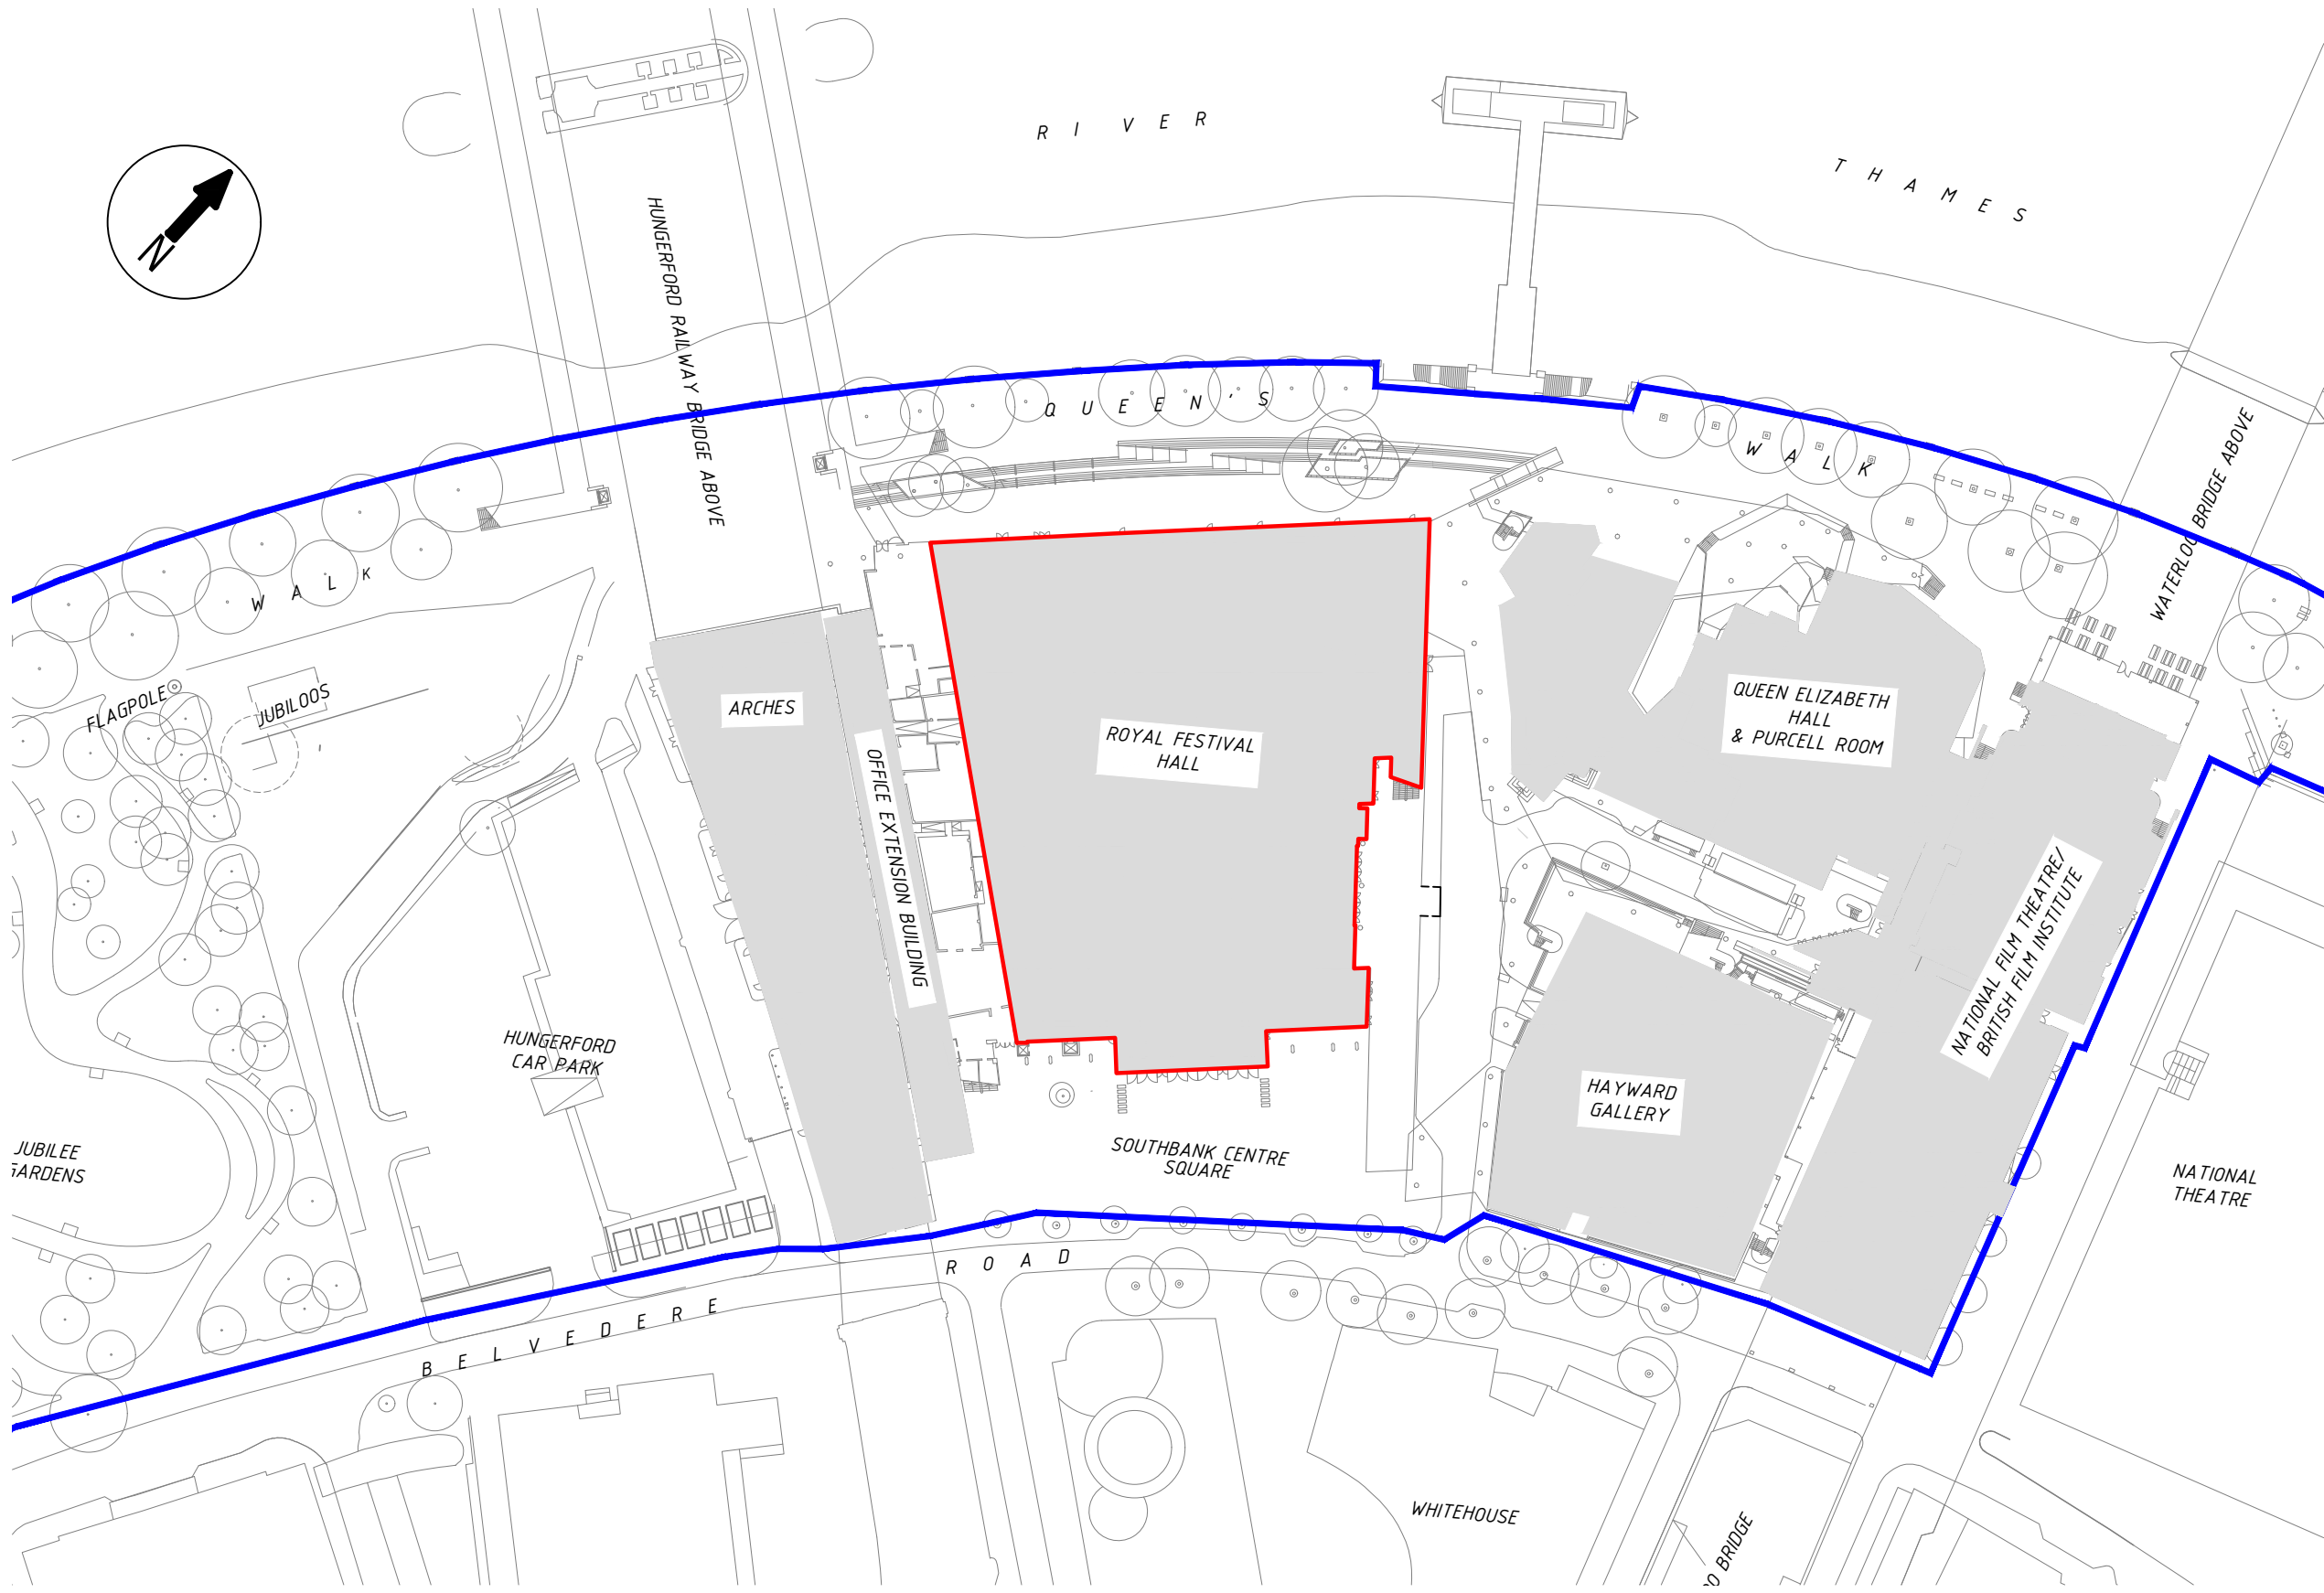 RIVER
THAMES
N
HUNGERFORD RAILWAY BRIDGE ABOVE
QUEEN'S
WALK
WATERLOO BRIDGE ABOVE
WALK
FLAGPOLE
JUBILOOS
ARCHES
OFFICE EXTENSION BUILDING
ROYAL FESTIVAL
HALL
QUEEN ELIZABETH
HALL
& PURCELL ROOM
NATIONAL FILM THEATRE/
BRITISH FILM INSTITUTE
HUNGERFORD
CAR PARK
HAYWARD
GALLERY
JUBILEE
GARDENS
SOUTHBANK CENTRE
SQUARE
NATIONAL
THEATRE
BELVEDERE
ROAD
WHITEHOUSE
BRIDGE